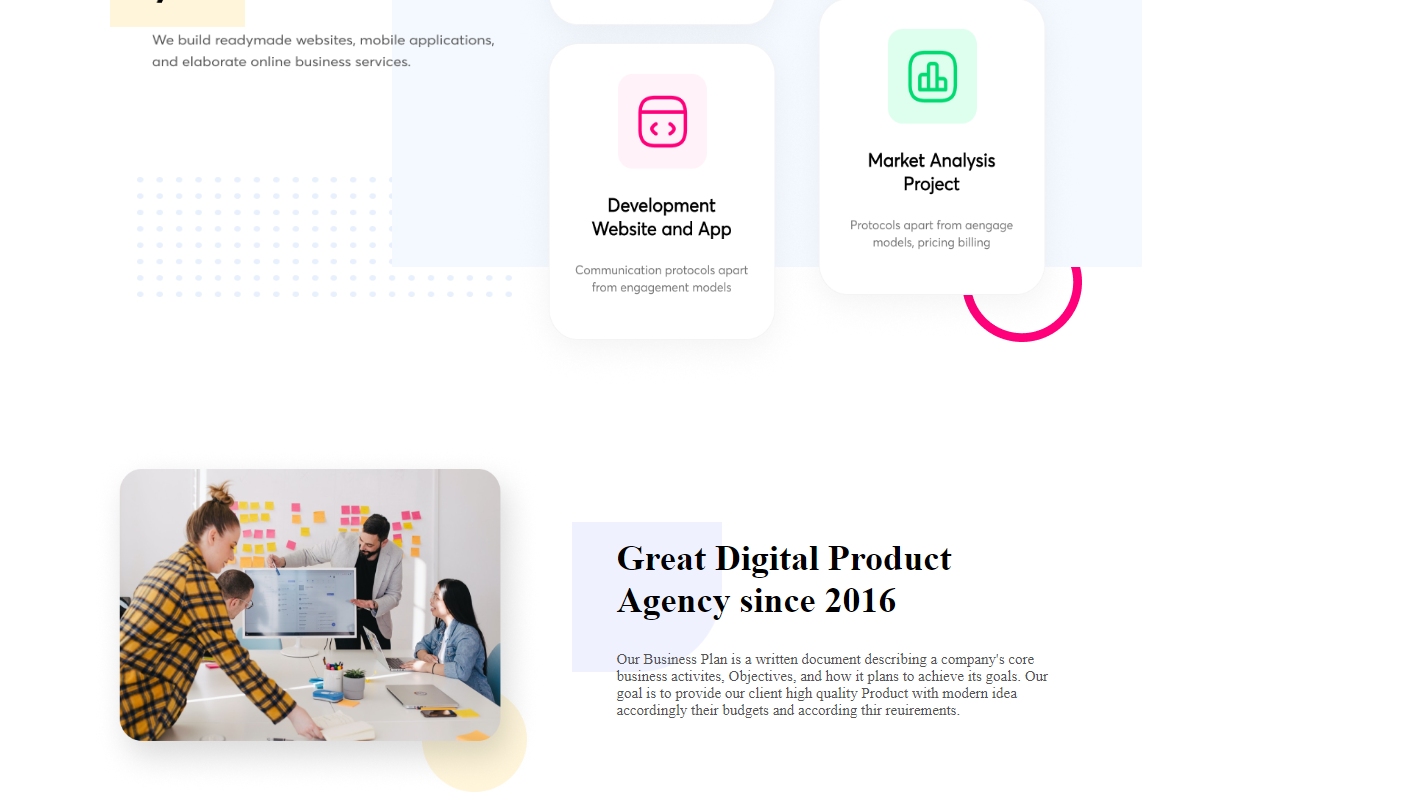 We build readymade websites, mobile applications,
and elaborate online business services.
Development
Website and App
Communication protocols apart
from engagement models
Market Analysis
Project
Protocols apart from aengage
models, pricing billing
Great Digital Product
Agency since 2016
Our Business Plan is a written document describing a company's core
business activites, Objectives, and how it plans to achieve its goals. Our
goal is to provide our client high quality Product with modern idea
accordingly their budgets and according thir reuirements.